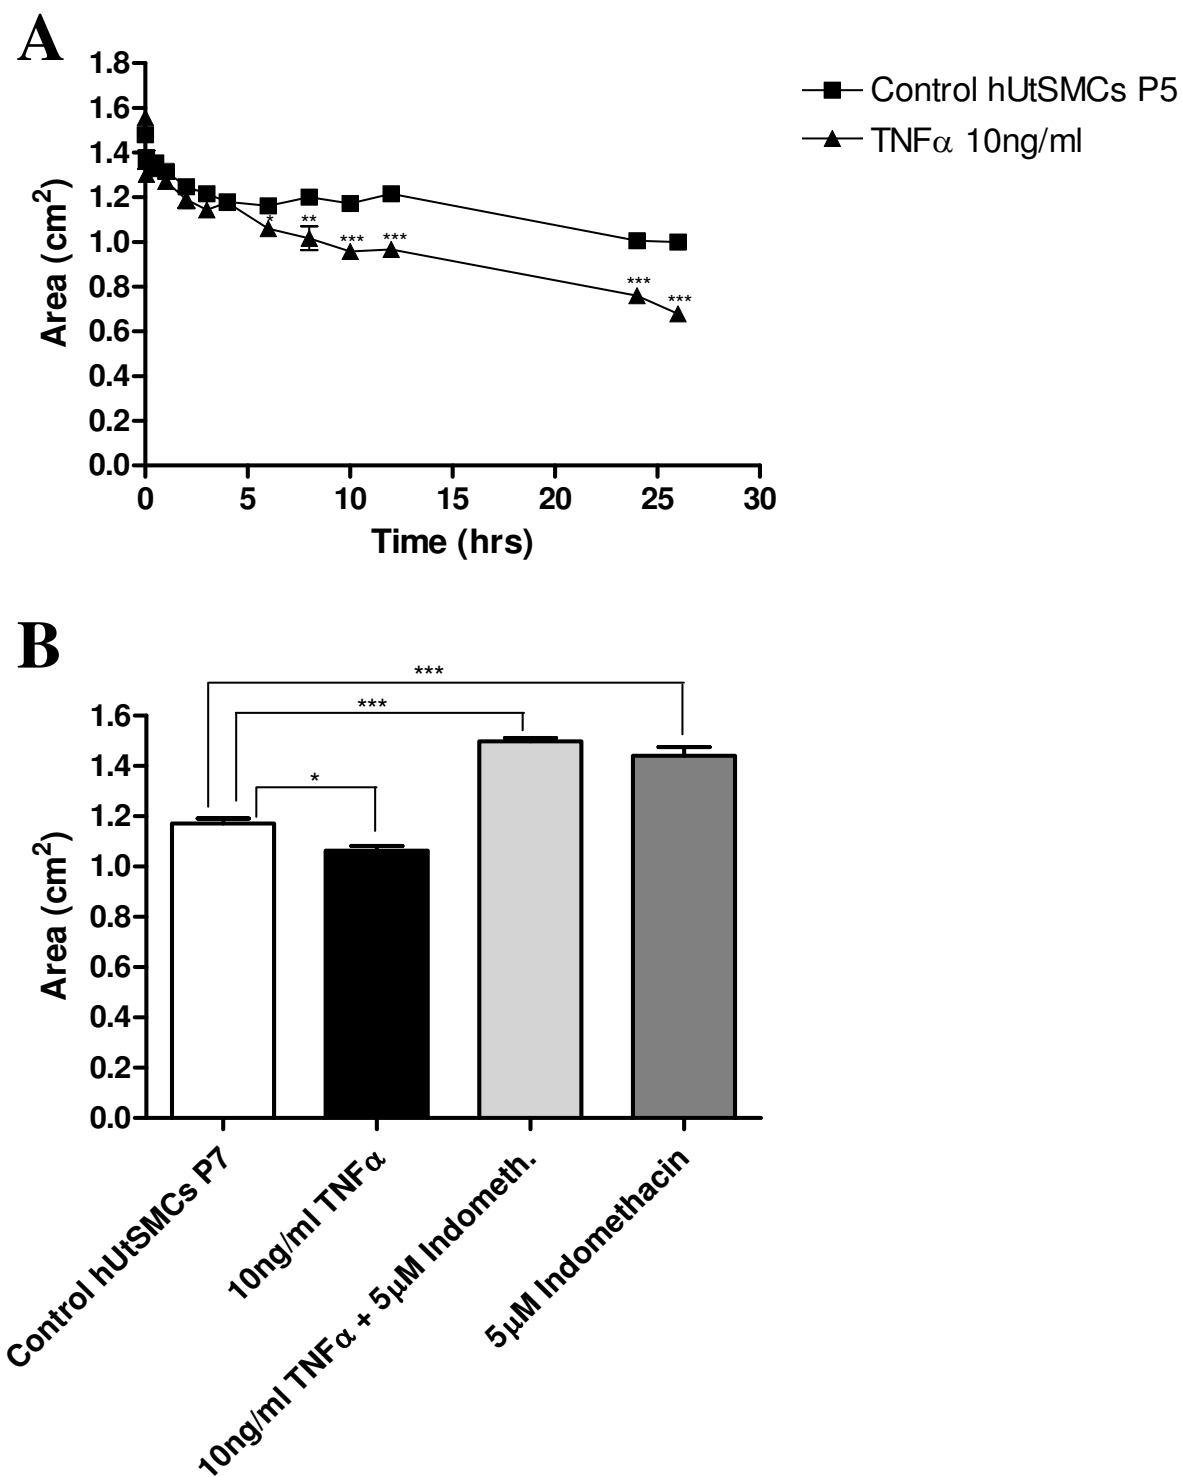 A
Control hUtSMCs P5
TNFα 10ng/ml
1.8
1.6
1.4
1.2
1.0
0.8
0.6
0.4
0.2
0.0
Area (cm²)
*
**
***
***
***
***
0 5 10 15 20 25 30
Time (hrs)
B
***
***
*
1.6
1.4
1.2
1.0
0.8
0.6
0.4
0.2
0.0
Area (cm²)
Control hUtSMCs P7
10ng/ml TNFα
10ng/ml TNFα + 5μM Indometh.
5μM Indomethacin